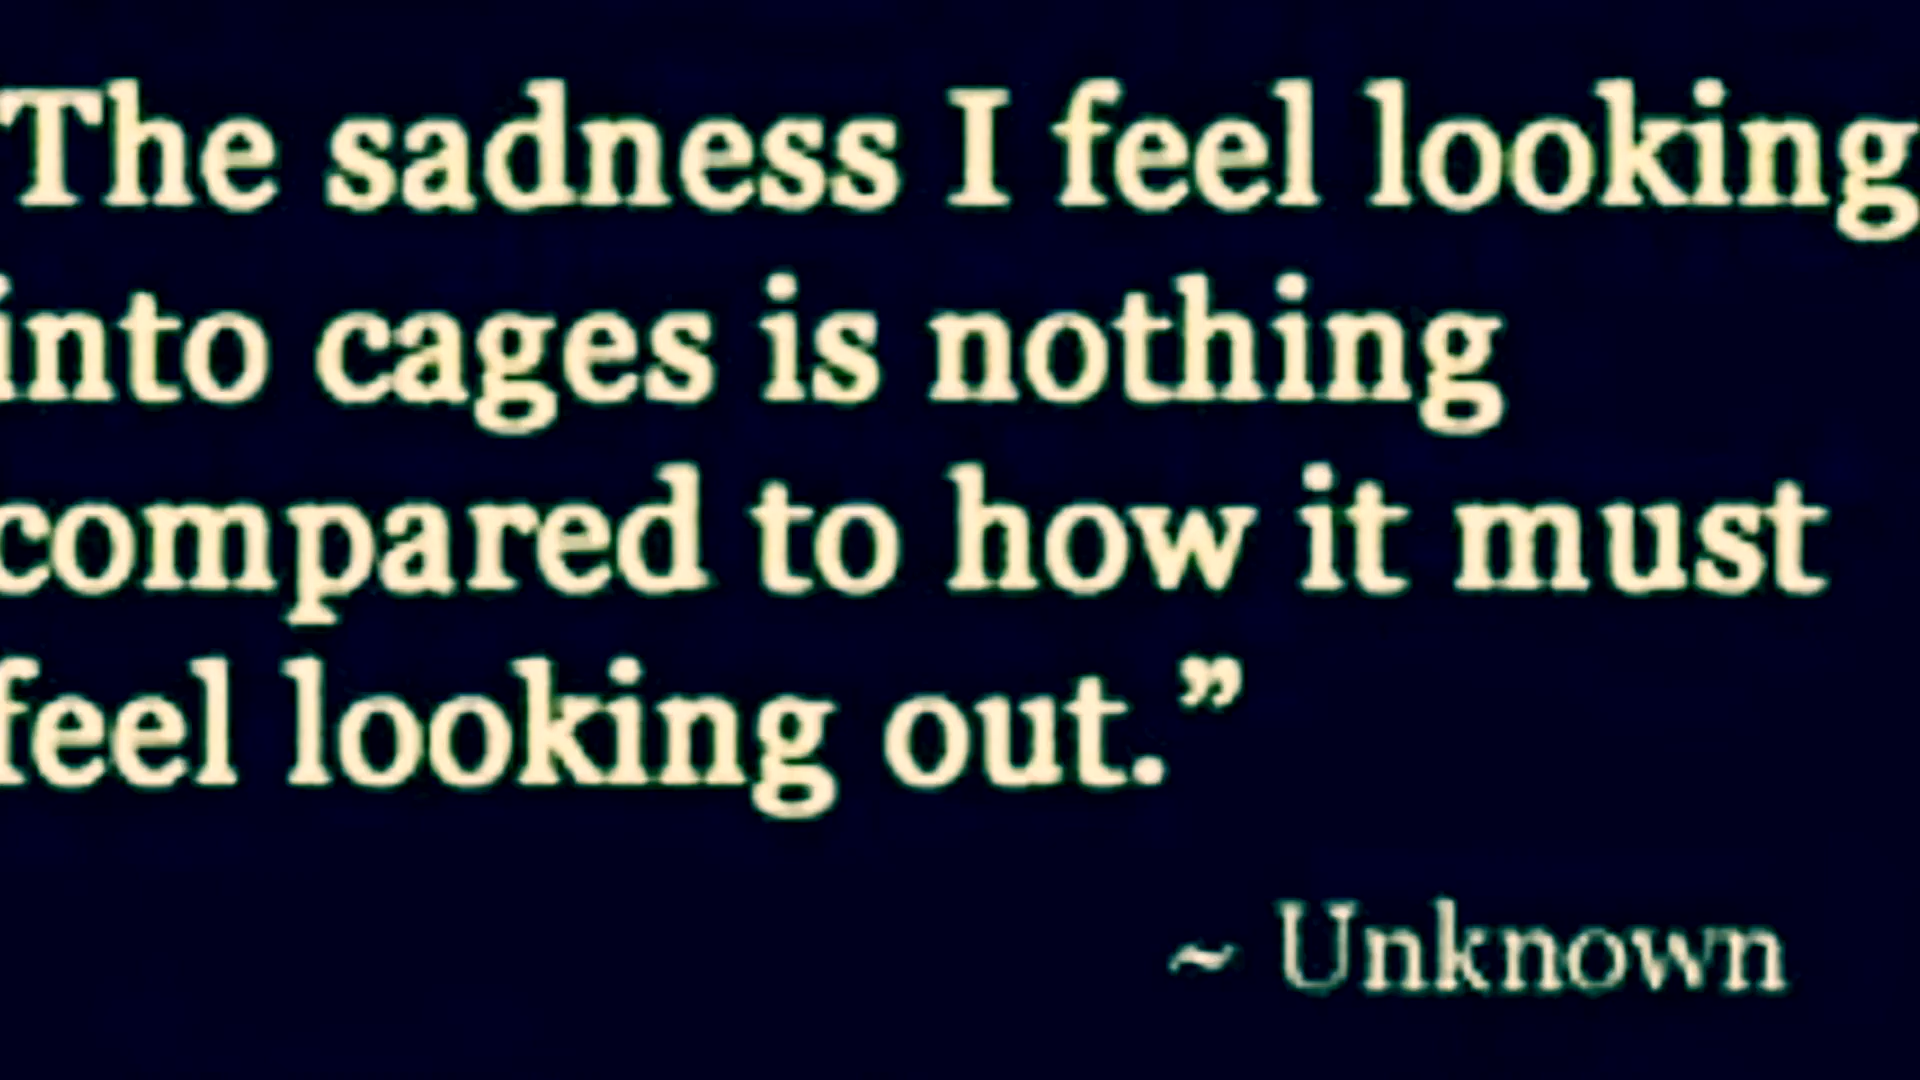 The sadness I feel looking
into cages is nothing
compared to how it must
feel looking out.”
~ Unknown